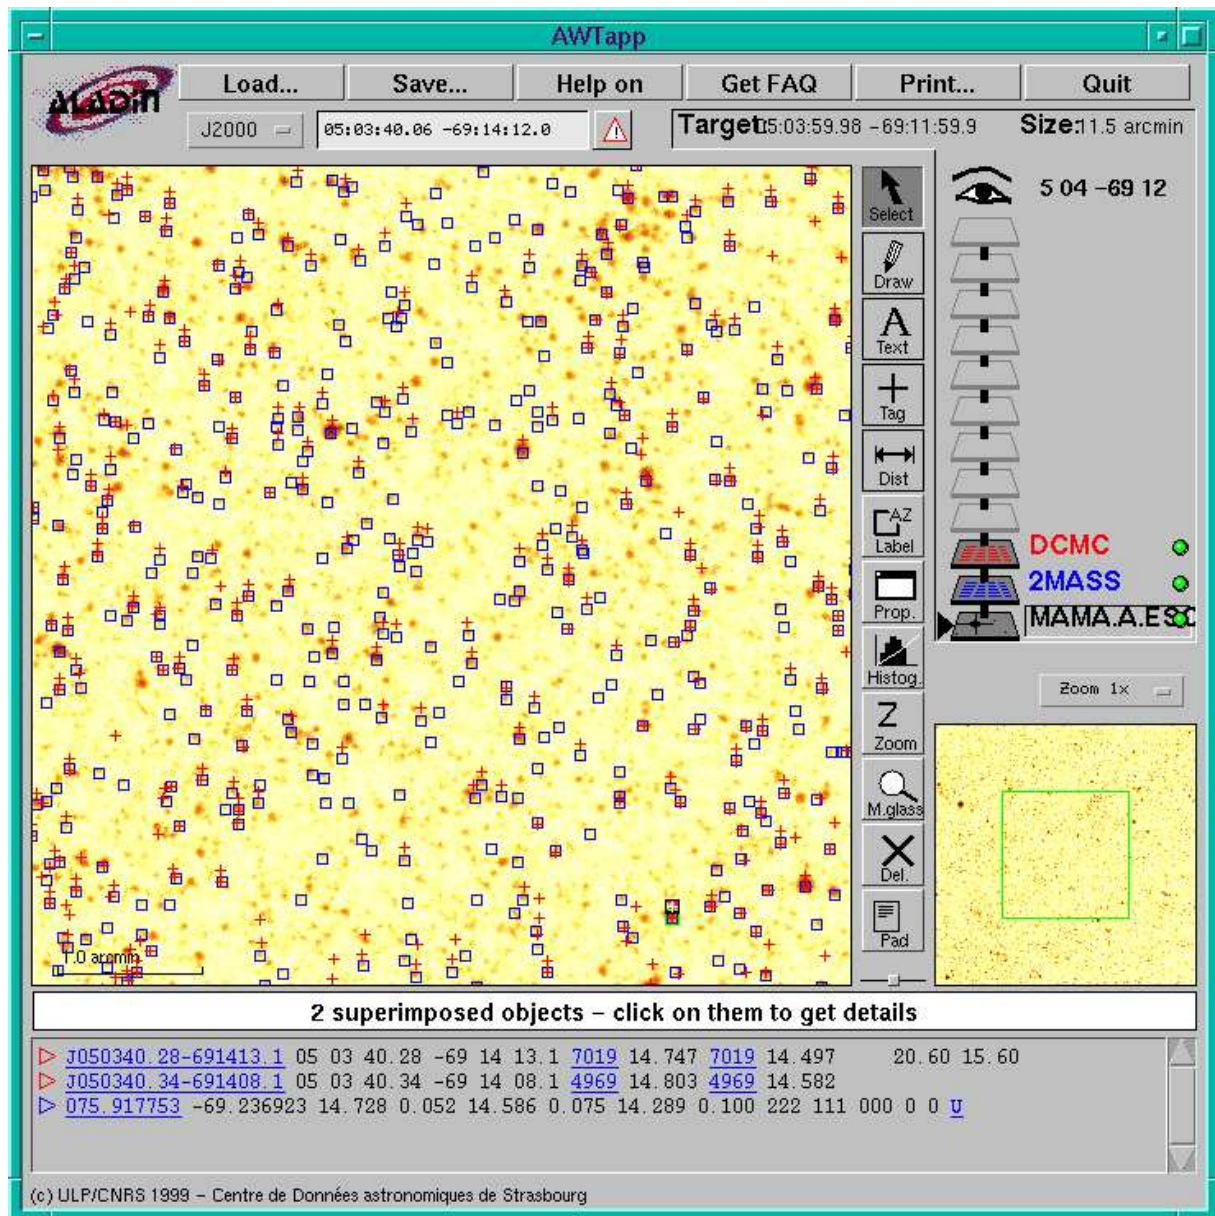 AWTapp
ALADIN
Load... Save... Help on Get FAQ Print... Quit
J2000 05:03:40.06 -69:14:12.0 Target: 05:03:59.98 -69:11:59.9 Size: 11.5 arcmin
5 04 -69 12
Select
Draw
A
Text
Tag
Dist
AZ
Label
Prop.
Histog.
Z
Zoom
M.glass
Del.
Pad
DCMC
2MASS
MAMA.A.ESO
Zoom 1x
1.0 arcmin
2 superimposed objects – click on them to get details
J050340.28-691413.1 05 03 40.28 -69 14 13.1 7019 14.747 7019 14.497 20.60 15.60
J050340.34-691408.1 05 03 40.34 -69 14 08.1 4969 14.803 4969 14.582
075.917753 -69.236923 14.728 0.052 14.586 0.075 14.289 0.100 222 111 000 0 0 U
(c) ULP/CNRS 1999 – Centre de Données astronomiques de Strasbourg